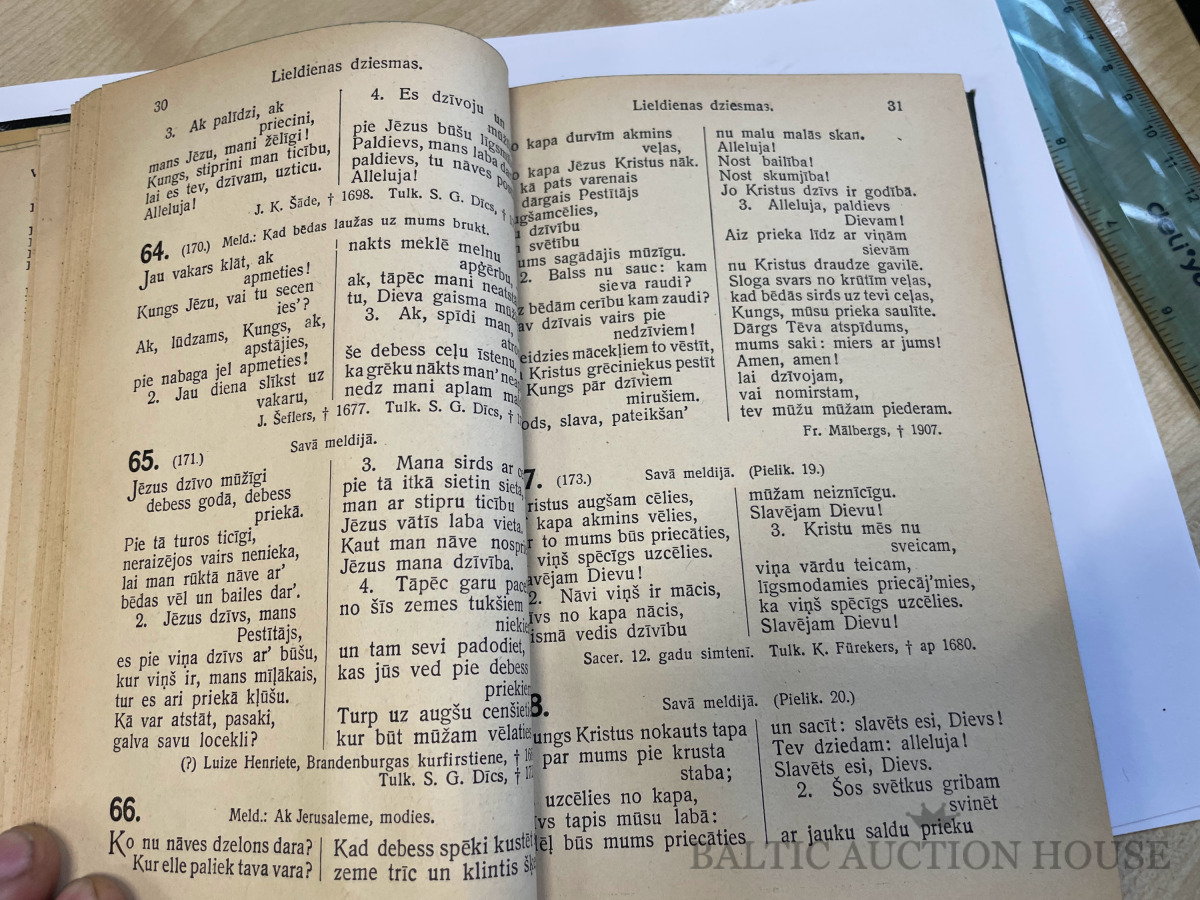 Lieldienas dziesmas.
30
3. Ak palīdzi, ak
priecini,
mans Jēzu, mani žēlīgi!
Kungs, stiprini man ticību,
lai es tev, dzīvam, uzticu.
Alleluja!
4. Es dzīvoju un
pie Jēzus būšu
Paldievs, mans laba
paldievs, tu nāves
Alleluja!
J. K. Šāde, † 1698. Tulk. S. G. Dīcs, †
64. (170.) Meld.: Kad bēdas laužas uz mums brukt.
Jau vakars klāt, ak
apmeties!
Kungs Jēzu, vai tu secen
ies'?
Ak, lūdzams, Kungs, ak,
apstājies,
pie nabaga jel apmeties!
2. Jau diena slīkst uz
vakaru,
nakts meklē melnu
apģērbu,
ak, tāpēc mani
tu, Dieva gaisma
3. Ak, spīdi man,
še debess ceļu īstenu,
ka grēku nākts man'
nedz mani aplam
J. Šeflers, † 1677. Tulk. S. G. Dīcs, †
65. (171.) Savā meldijā.
Jēzus dzīvo mūžīgi
debess godā, debess
priekā.
Pie tā turos ticīgi,
neraizējos vairs nenieka,
lai man rūktā nāve ar'
bēdas vēl un bailes dar'.
2. Jēzus dzīvs, mans
Pestītājs,
es pie viņa dzīvs ar' būšu,
kur viņš ir, mans mīļākais,
tur es ari priekā kļūšu.
Kā var atstāt, pasaki,
galva savu locekli?
3. Mana sirds ar
pie tā itkā sietin sieta,
man ar stipru ticību
Jēzus vātīs laba vieta.
Kaut man nāve
Jēzus mana dzīvība.
4. Tāpēc garu
no šīs zemes tukšiem
un tam sevi padodiet,
kas jūs ved pie debess
Turp uz augšu
kur būt mūžam
(?) Luize Henriete, Brandenburgas kurfirstiene, †
Tulk. S. G. Dīcs, †
66. Meld.: Ak Jerusaleme, modies.
Ko nu nāves dzelons dara?
Kur elle paliek tava vara?
Kad debess spēki
zeme trīc un klintis
Lieldienas dziesmas. 31
kapa durvīm akmins
veļas,
kapa Jēzus Kristus nāk.
kā pats varenais
dārgais Pestītājs
dzīvību
svētību
sagādājis mūzīgu.
2. Balss nu sauc: kam
sieva raudi?
bēdām cerību kam zaudi?
dzīvais vairs pie
nedzīviem!
mācekļiem to vēstīt,
Kristus grēciniekus pestīt
Kungs pār dzīviem
mirušiem.
slava, pateikšan'
nu malu malās skan.
Alleluja!
Nost bailība!
Nost skumjība!
Jo Kristus dzīvs ir godībā.
3. Alleluja, paldievs
Dievam!
Aiz prieka līdz ar viņām
sievām
nu Kristus draudze gavilē.
Sloga svars no krūtīm veļas,
kad bēdās sirds uz tevi ceļas,
Kungs, mūsu prieka saulīte.
Dārgs Tēva atspīdums,
mums saki: miers ar jums!
Amen, amen!
lai dzīvojam,
vai nomirstam,
tev mūžu mūžam piederam.
Fr. Mālbergs, † 1907.
7. (173.) Savā meldijā. (Pielik. 19.)
augšam cēlies,
kapa akmins vēlies,
to mums būs priecāties,
viņš spēcīgs uzcēlies.
Dievu!
2. Nāvi viņš ir mācis,
no kapa nācis,
vedis dzīvību
mūžam neiznīcīgu.
Slavējam Dievu!
3. Kristu mēs nu
sveicam,
viņa vārdu teicam,
līgsmodamies priecāj'mies,
ka viņš spēcīgs uzcēlies.
Slavējam Dievu!
Sacer. 12. gadu simtenī. Tulk. K. Fürekers, † ap 1680.
8. Savā meldijā. (Pielik. 20.)
Kristus nokauts tapa
par mums pie krusta
staba;
uzcēlies no kapa,
tapis mūsu labā:
būs mums priecāties
un sacīt: slavēts esi, Dievs!
Tev dziedam: alleluja!
Slavēts esi, Dievs.
2. Šos svētkus gribam
svinēt
ar jauku saldu prieku
BALTIC AUCTION HOUSE
deli